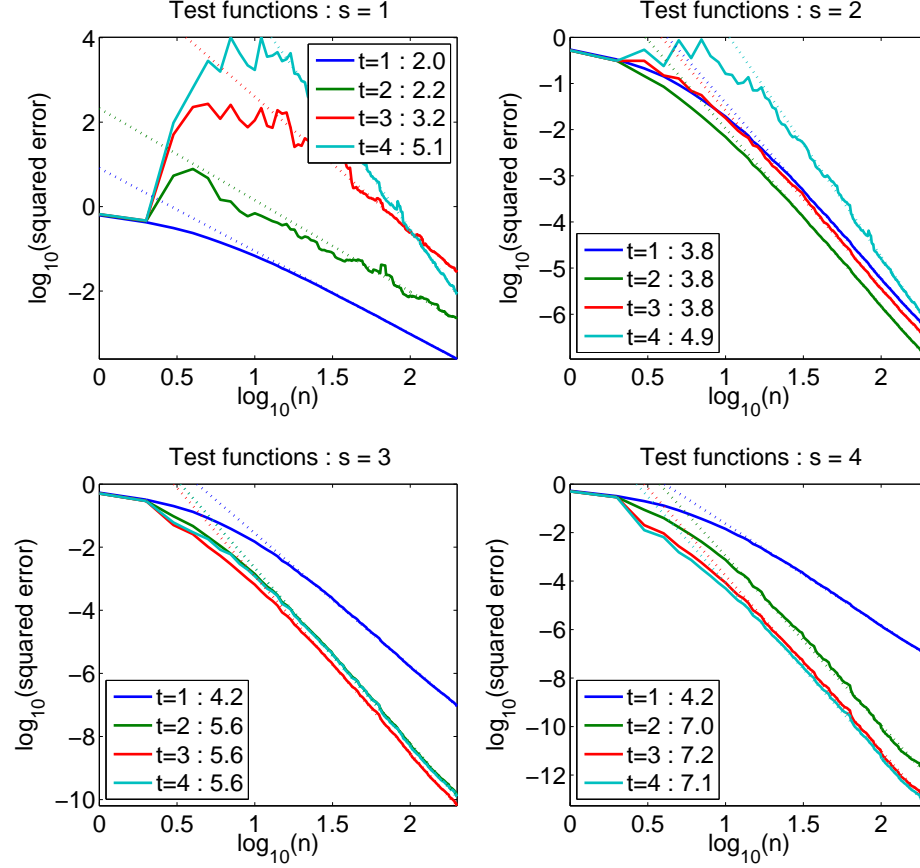 Test functions : s = 1
log10(squared error)
4
2
0
−2
t=1 : 2.0
t=2 : 2.2
t=3 : 3.2
t=4 : 5.1
0
0.5
1
1.5
2
log10(n)
Test functions : s = 2
log10(squared error)
0
−1
−2
−3
−4
−5
−6
t=1 : 3.8
t=2 : 3.8
t=3 : 3.8
t=4 : 4.9
0
0.5
1
1.5
2
log10(n)
Test functions : s = 3
log10(squared error)
0
−2
−4
−6
−8
−10
t=1 : 4.2
t=2 : 5.6
t=3 : 5.6
t=4 : 5.6
0
0.5
1
1.5
2
log10(n)
Test functions : s = 4
log10(squared error)
0
−2
−4
−6
−8
−10
−12
t=1 : 4.2
t=2 : 7.0
t=3 : 7.2
t=4 : 7.1
0
0.5
1
1.5
2
log10(n)